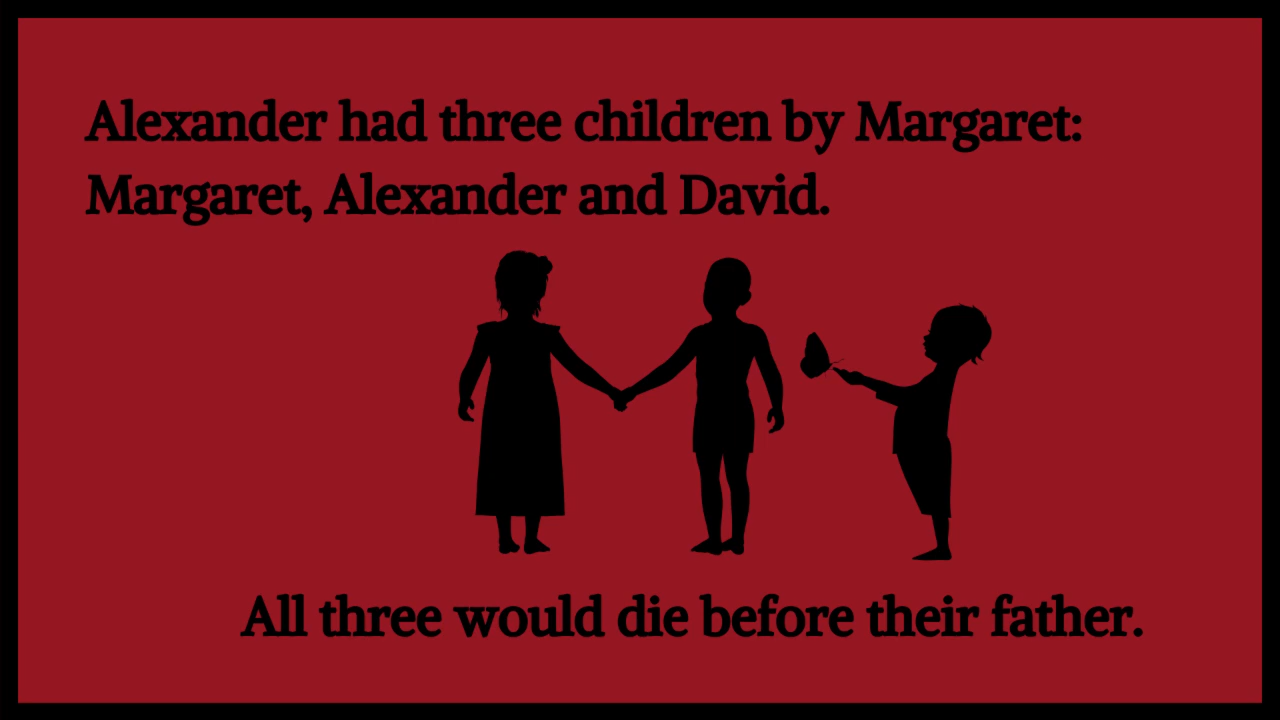 Alexander had three children by Margaret:
Margaret, Alexander and David.
All three would die before their father.